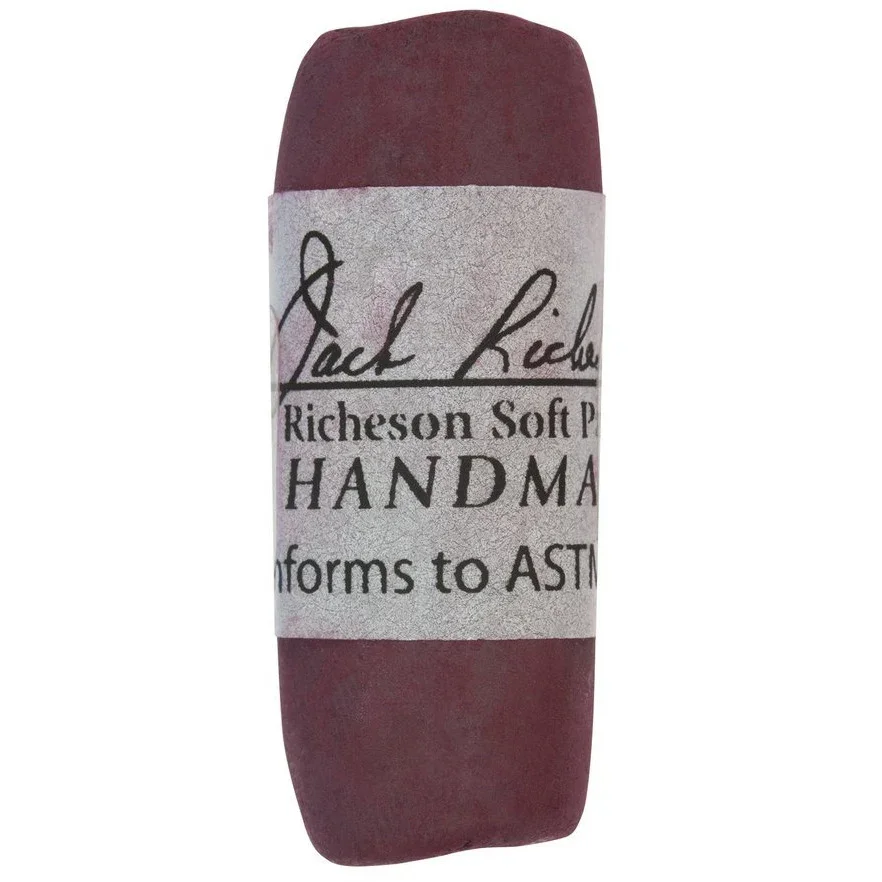 Jack Riche
Richeson Soft P
HANDMA
nforms to ASTM